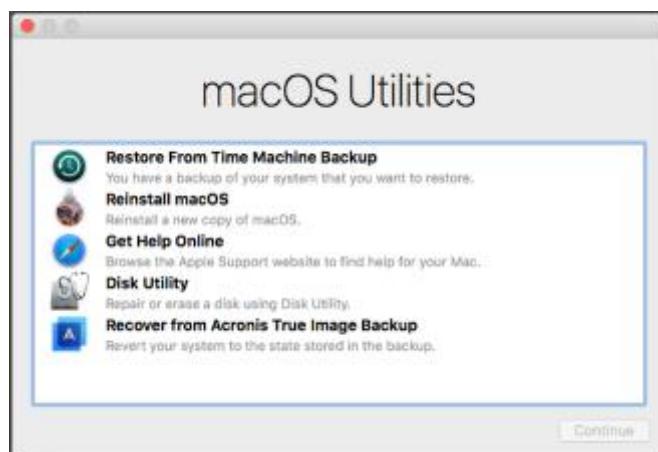 macOS Utilities
Restore From Time Machine Backup
You have a backup of your system that you want to restore.
Reinstall macOS
Reinstall a new copy of macOS.
Get Help Online
Browse the Apple Support website to find help for your Mac.
Disk Utility
Repair or erase a disk using Disk Utility.
Recover from Acronis True Image Backup
Revert your system to the state stored in the backup.
Continue